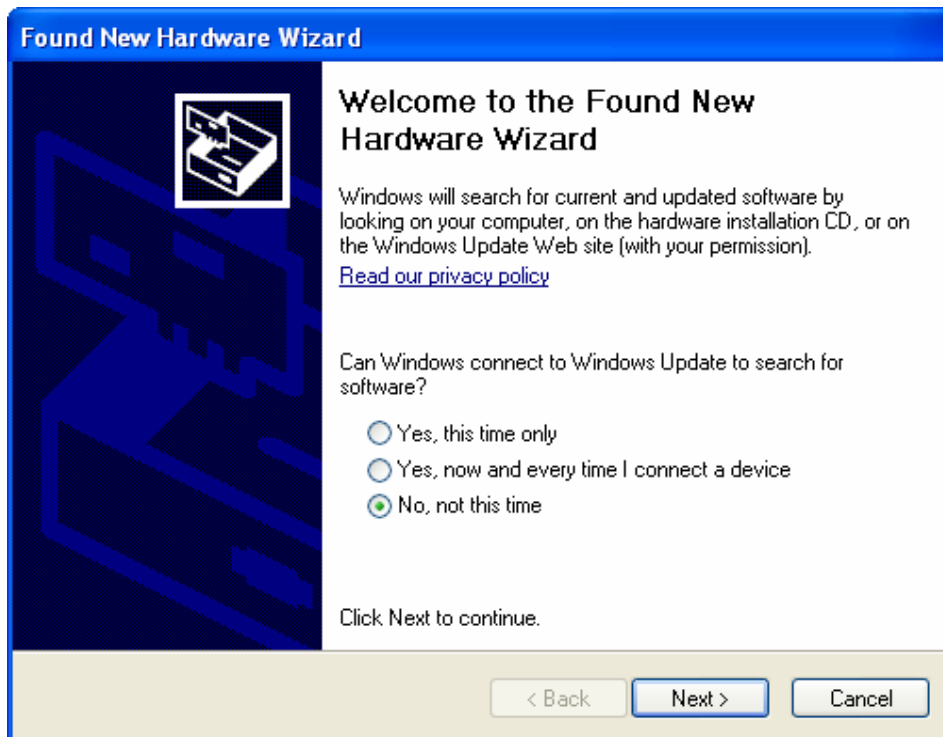 Found New Hardware Wizard
Welcome to the Found New
Hardware Wizard
Windows will search for current and updated software by
looking on your computer, on the hardware installation CD, or on
the Windows Update Web site (with your permission).
Read our privacy policy
Can Windows connect to Windows Update to search for
software?
Yes, this time only
Yes, now and every time I connect a device
No, not this time
Click Next to continue.
< Back Next > Cancel